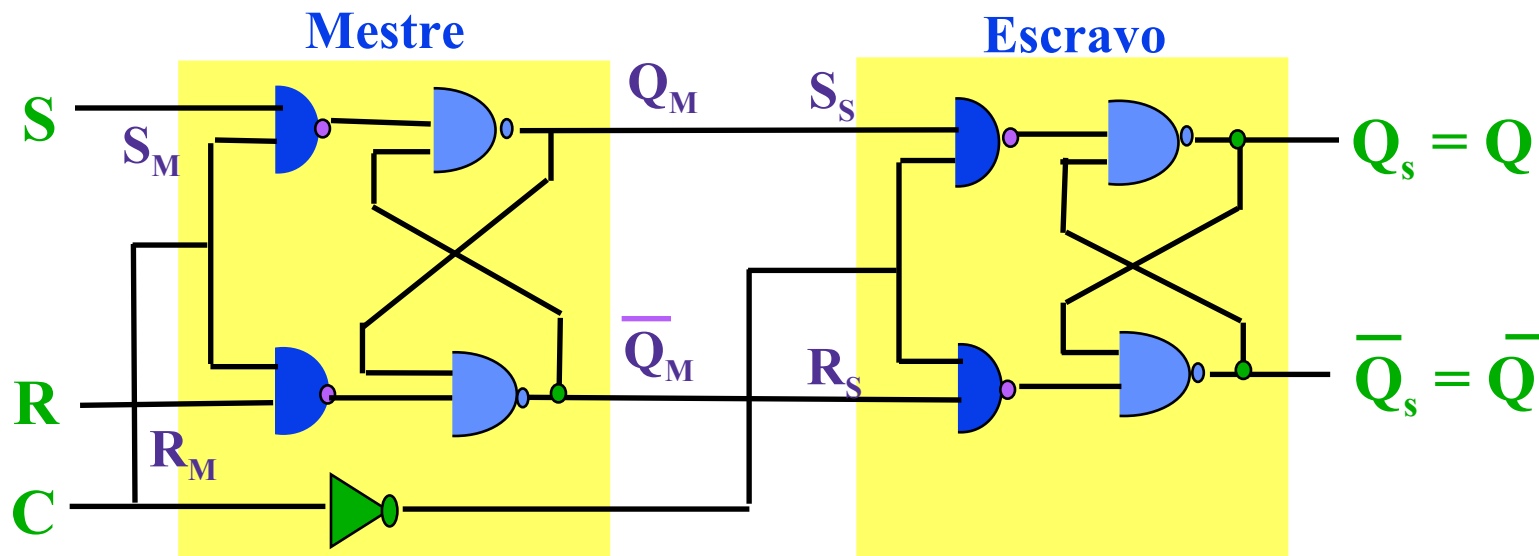 Mestre
Escravo
S
S_M
Q_M
S_S
Q_s = Q
R
R_M
Q̅_M
R_S
Q̅_s = Q̅
C